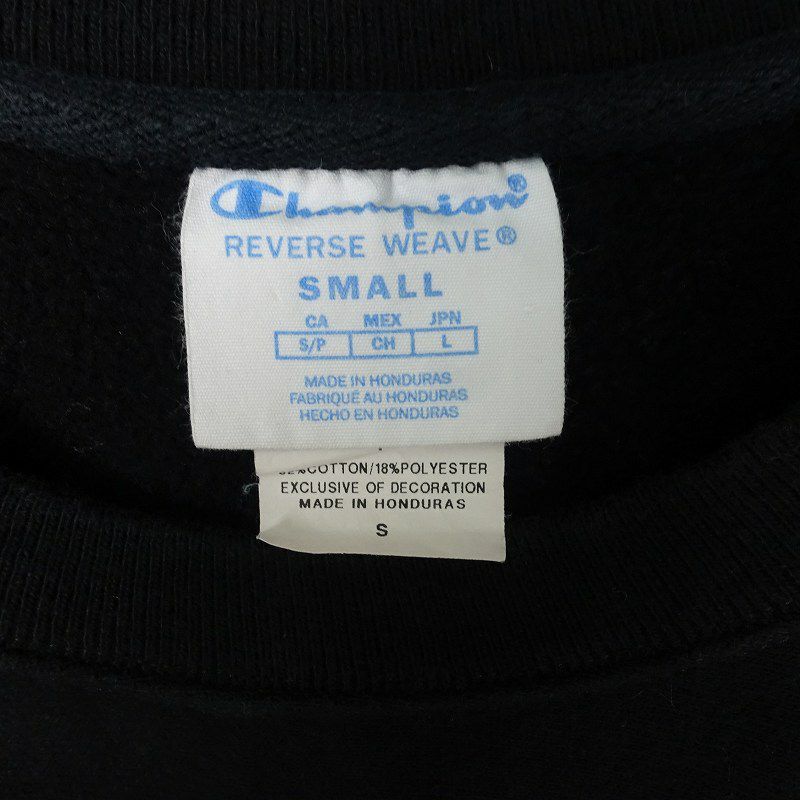 Champion®
REVERSE WEAVE®
SMALL
CA MEX JPN
S/P CH L
MADE IN HONDURAS
FABRIQUÉ AU HONDURAS
HECHO EN HONDURAS
82%COTTON/18%POLYESTER
EXCLUSIVE OF DECORATION
MADE IN HONDURAS
S